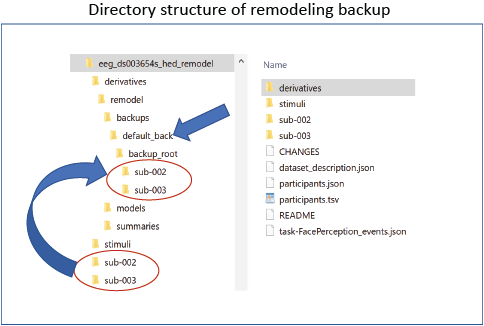 Directory structure of remodeling backup
eeg_ds003654s_hed_remodel
derivatives
remodel
backups
default_back
backup_root
sub-002
sub-003
models
summaries
stimuli
sub-002
sub-003
Name
derivatives
stimuli
sub-002
sub-003
CHANGES
dataset_description.json
participants.json
participants.tsv
README
task-FacePerception_events.json